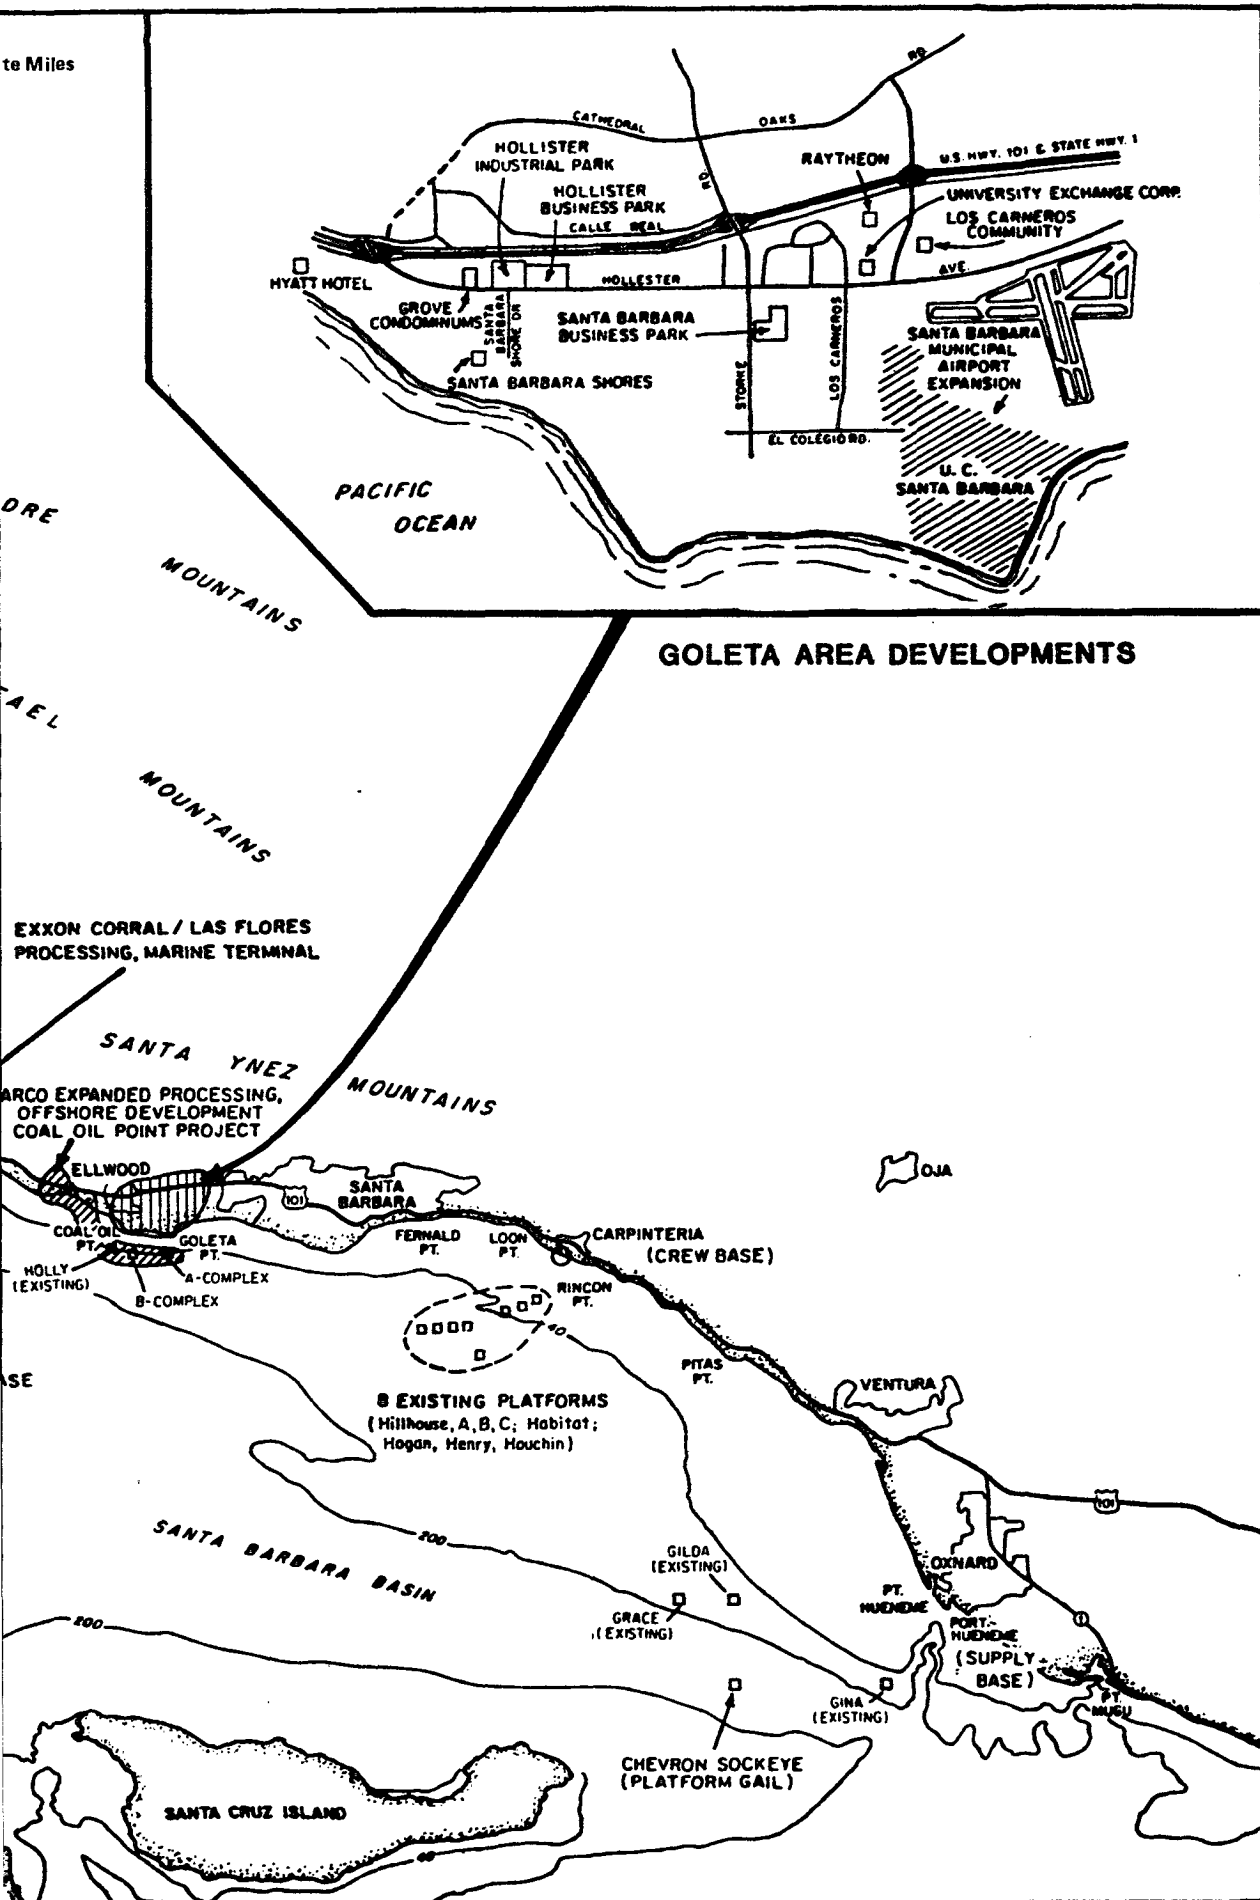 te Miles
RD.
CATHEDRAL
OAKS
HOLLISTER
INDUSTRIAL PARK
RAYTHEON
U.S. HWY. 101 & STATE HWY. 1
RD.
HOLLISTER
BUSINESS PARK
UNIVERSITY EXCHANGE CORP.
CALLE REAL
LOS CARNEROS
COMMUNITY
HYATT HOTEL
HOLLESTER
AVE.
GROVE
CONDOMINUMS
SANTA
BARBARA
SHORE DR
SANTA BARBARA
BUSINESS PARK
LOS CARNEROS
SANTA BARBARA
MUNICIPAL
AIRPORT
EXPANSION
SANTA BARBARA SHORES
STORKE
EL COLEGIO RD.
U. C.
SANTA BARBARA
PACIFIC
OCEAN
DRE
MOUNTAINS
GOLETA AREA DEVELOPMENTS
AEL
MOUNTAINS
EXXON CORRAL / LAS FLORES
PROCESSING, MARINE TERMINAL
SANTA YNEZ MOUNTAINS
ARCO EXPANDED PROCESSING,
OFFSHORE DEVELOPMENT
COAL OIL POINT PROJECT
ELLWOOD
OJA
101
SANTA
BARBARA
COAL OIL
PT.
GOLETA
PT.
FERNALD
PT.
LOON
PT.
CARPINTERIA
(CREW BASE)
HOLLY
(EXISTING)
A-COMPLEX
B-COMPLEX
RINCON
PT.
40
PITAS
PT.
ASE
VENTURA
8 EXISTING PLATFORMS
(Hillhouse, A, B, C; Habitat;
Hogan, Henry, Houchin)
101
SANTA BARBARA BASIN
200
GILDA
(EXISTING)
OXNARD
PT.
HUENEME
GRACE
(EXISTING)
200
PORT
HUENEME
(SUPPLY
BASE)
1
GINA
(EXISTING)
PT.
MUGU
CHEVRON SOCKEYE
(PLATFORM GAIL)
SANTA CRUZ ISLAND
40